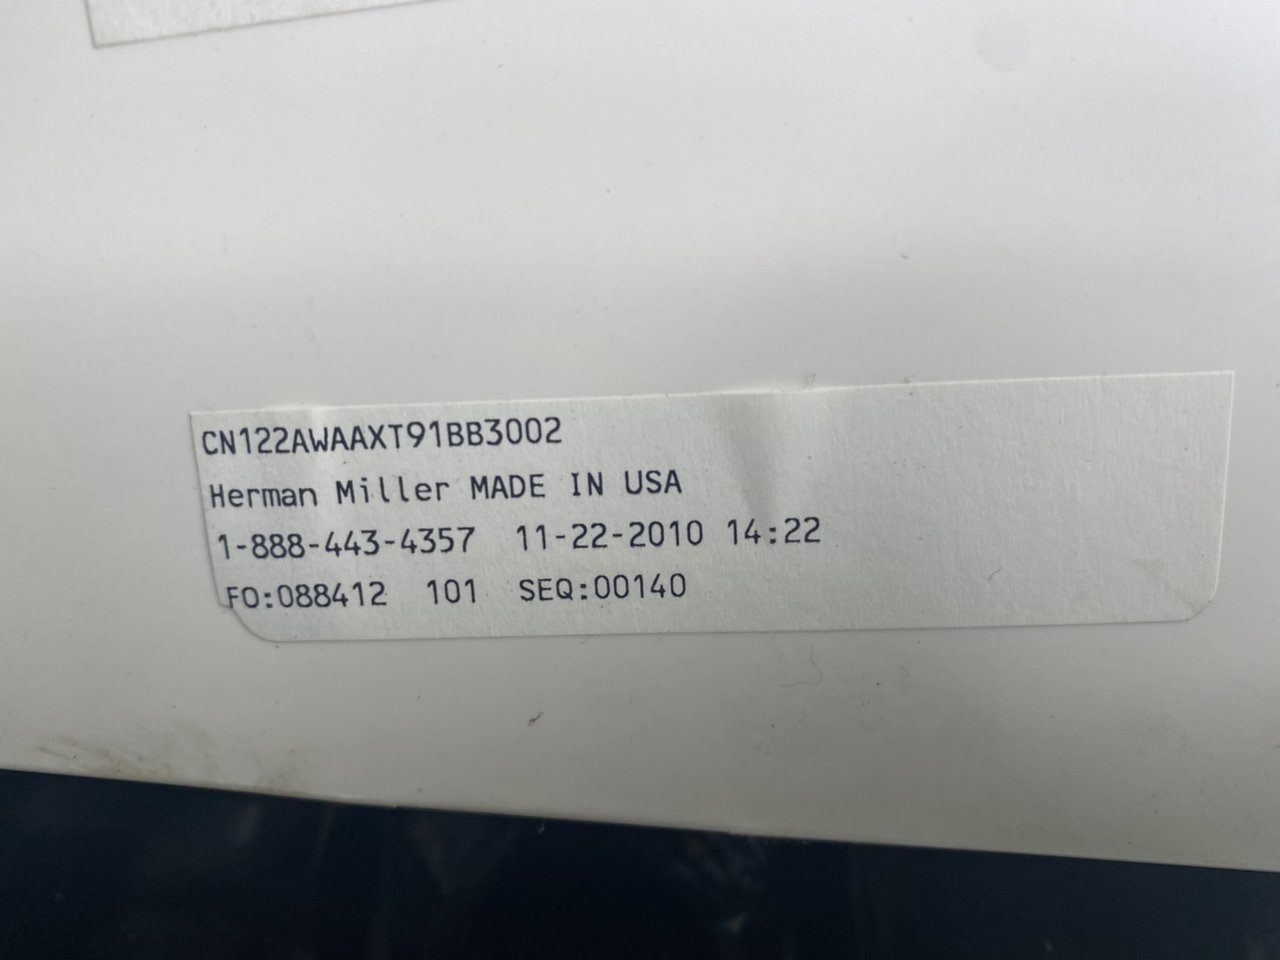 CN122AWAAXT91BB3002
Herman Miller MADE IN USA
1-888-443-4357 11-22-2010 14:22
FO:088412 101 SEQ:00140